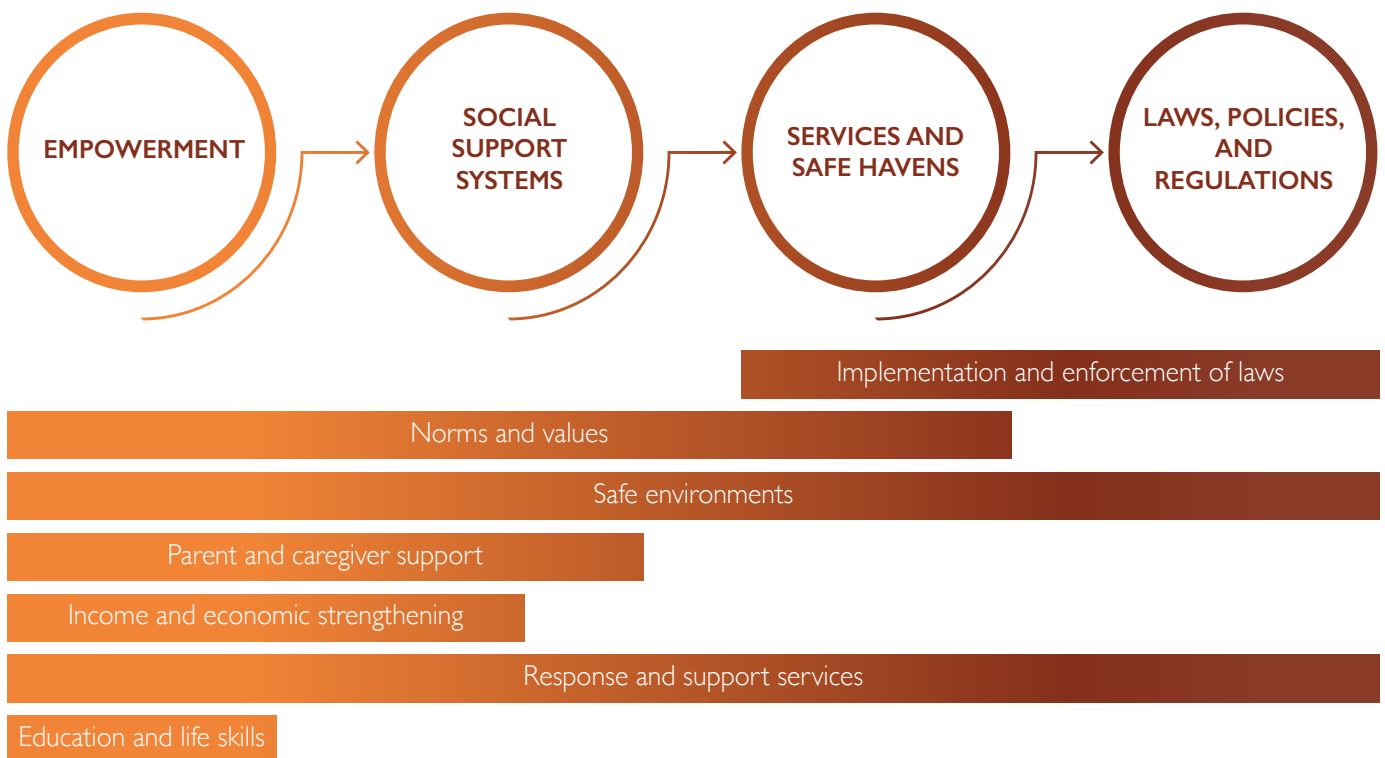 EMPOWERMENT
SOCIAL
SUPPORT
SYSTEMS
SERVICES AND
SAFE HAVENS
LAWS, POLICIES,
AND
REGULATIONS
Implementation and enforcement of laws
Norms and values
Safe environments
Parent and caregiver support
Income and economic strengthening
Response and support services
Education and life skills